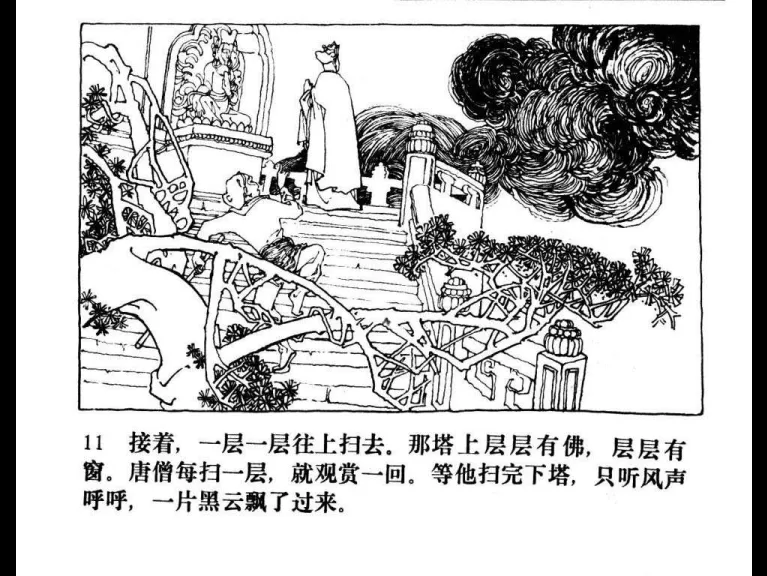 11 接着，一层一层往上扫去。那塔上层层有佛，层层有
窗。唐僧每扫一层，就观赏一回。等他扫完下塔，只听风声
呼呼，一片黑云飘了过来。